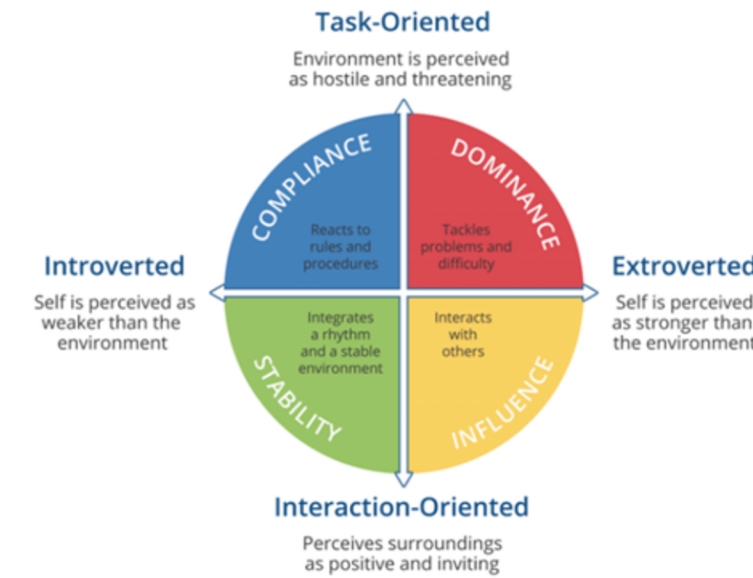 Task-Oriented
Environment is perceived
as hostile and threatening
COMPLIANCE
Reacts to
rules and
procedures
DOMINANCE
Tackles
problems and
difficulty
Introverted
Self is perceived as
weaker than the
environment
Extroverted
Self is perceived
as stronger than
the environment
Integrates
a rhythm
and a stable
environment
STABILITY
Interacts
with
others
INFLUENCE
Interaction-Oriented
Perceives surroundings
as positive and inviting